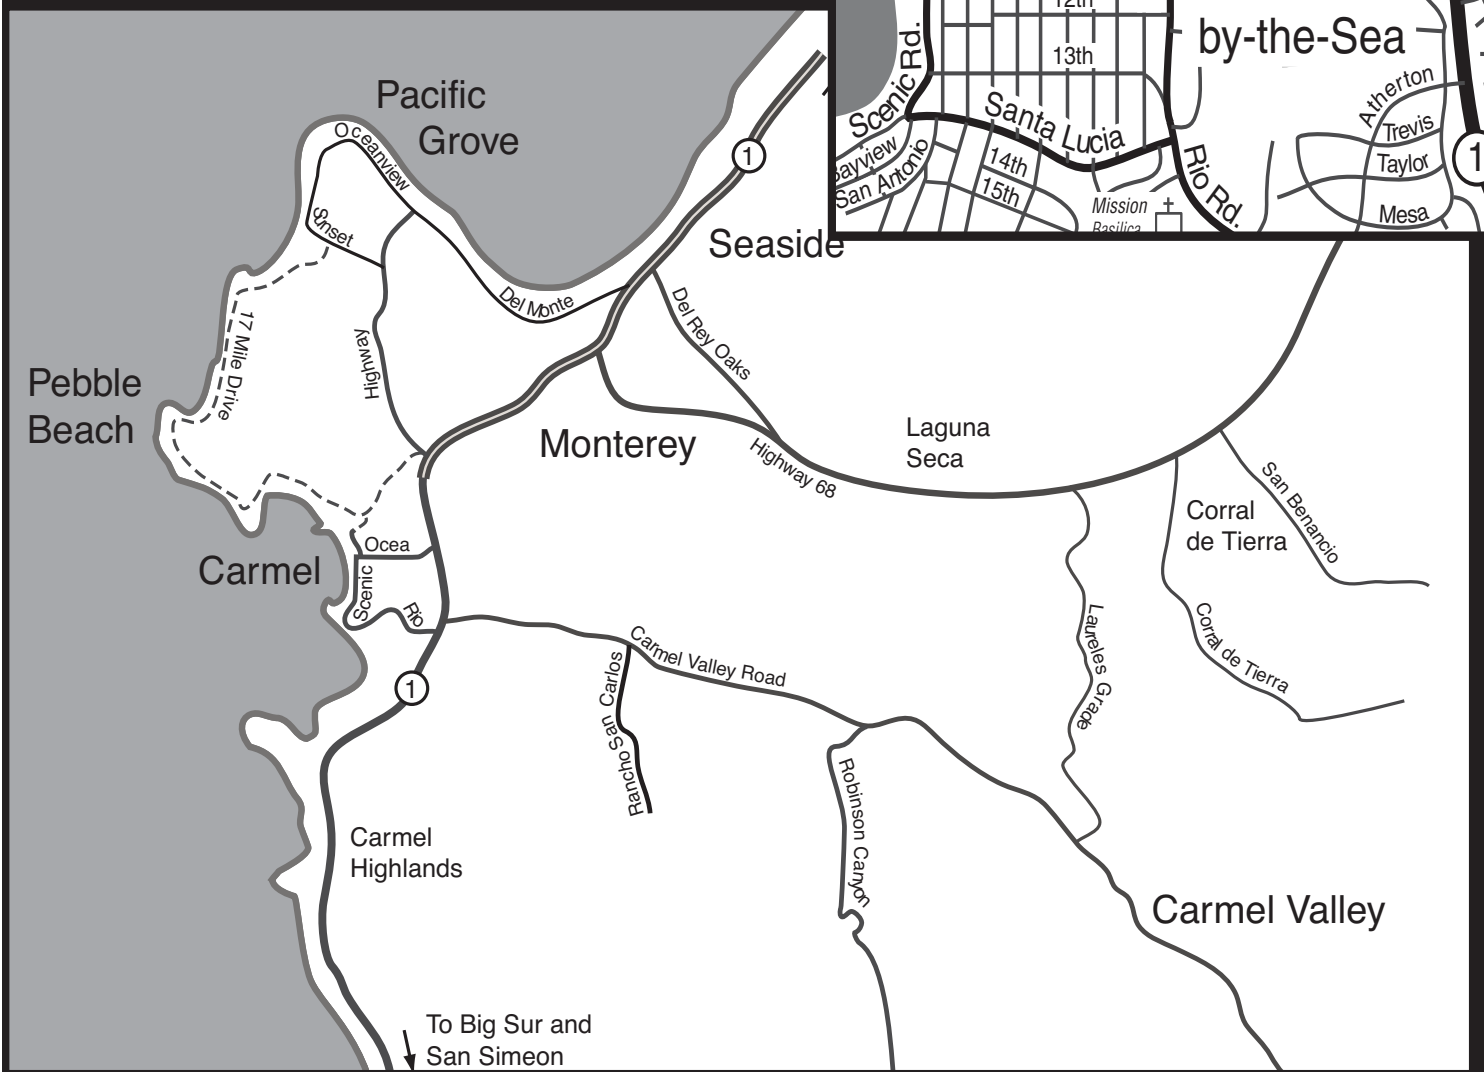 12th
by-the-Sea
13th
Scenic Rd.
Santa Lucia
Atherton
Trevis
Taylor
Mesa
1
14th
15th
San Antonio
Rio Rd.
Mission
Basilica
Pacific
Grove
Oceanview
Sunset
1
Seaside
Del Monte
Del Rey Oaks
17 Mile Drive
Highway
Pebble
Beach
Monterey
Highway 68
Laguna
Seca
San Benancio
Corral
de Tierra
Carmel
Ocea
Scenic
Rio
Carmel Valley Road
Rancho San Carlos
Laureles Grade
Corral de Tierra
1
Robinson Canyon
Carmel
Highlands
Carmel Valley
To Big Sur and
San Simeon